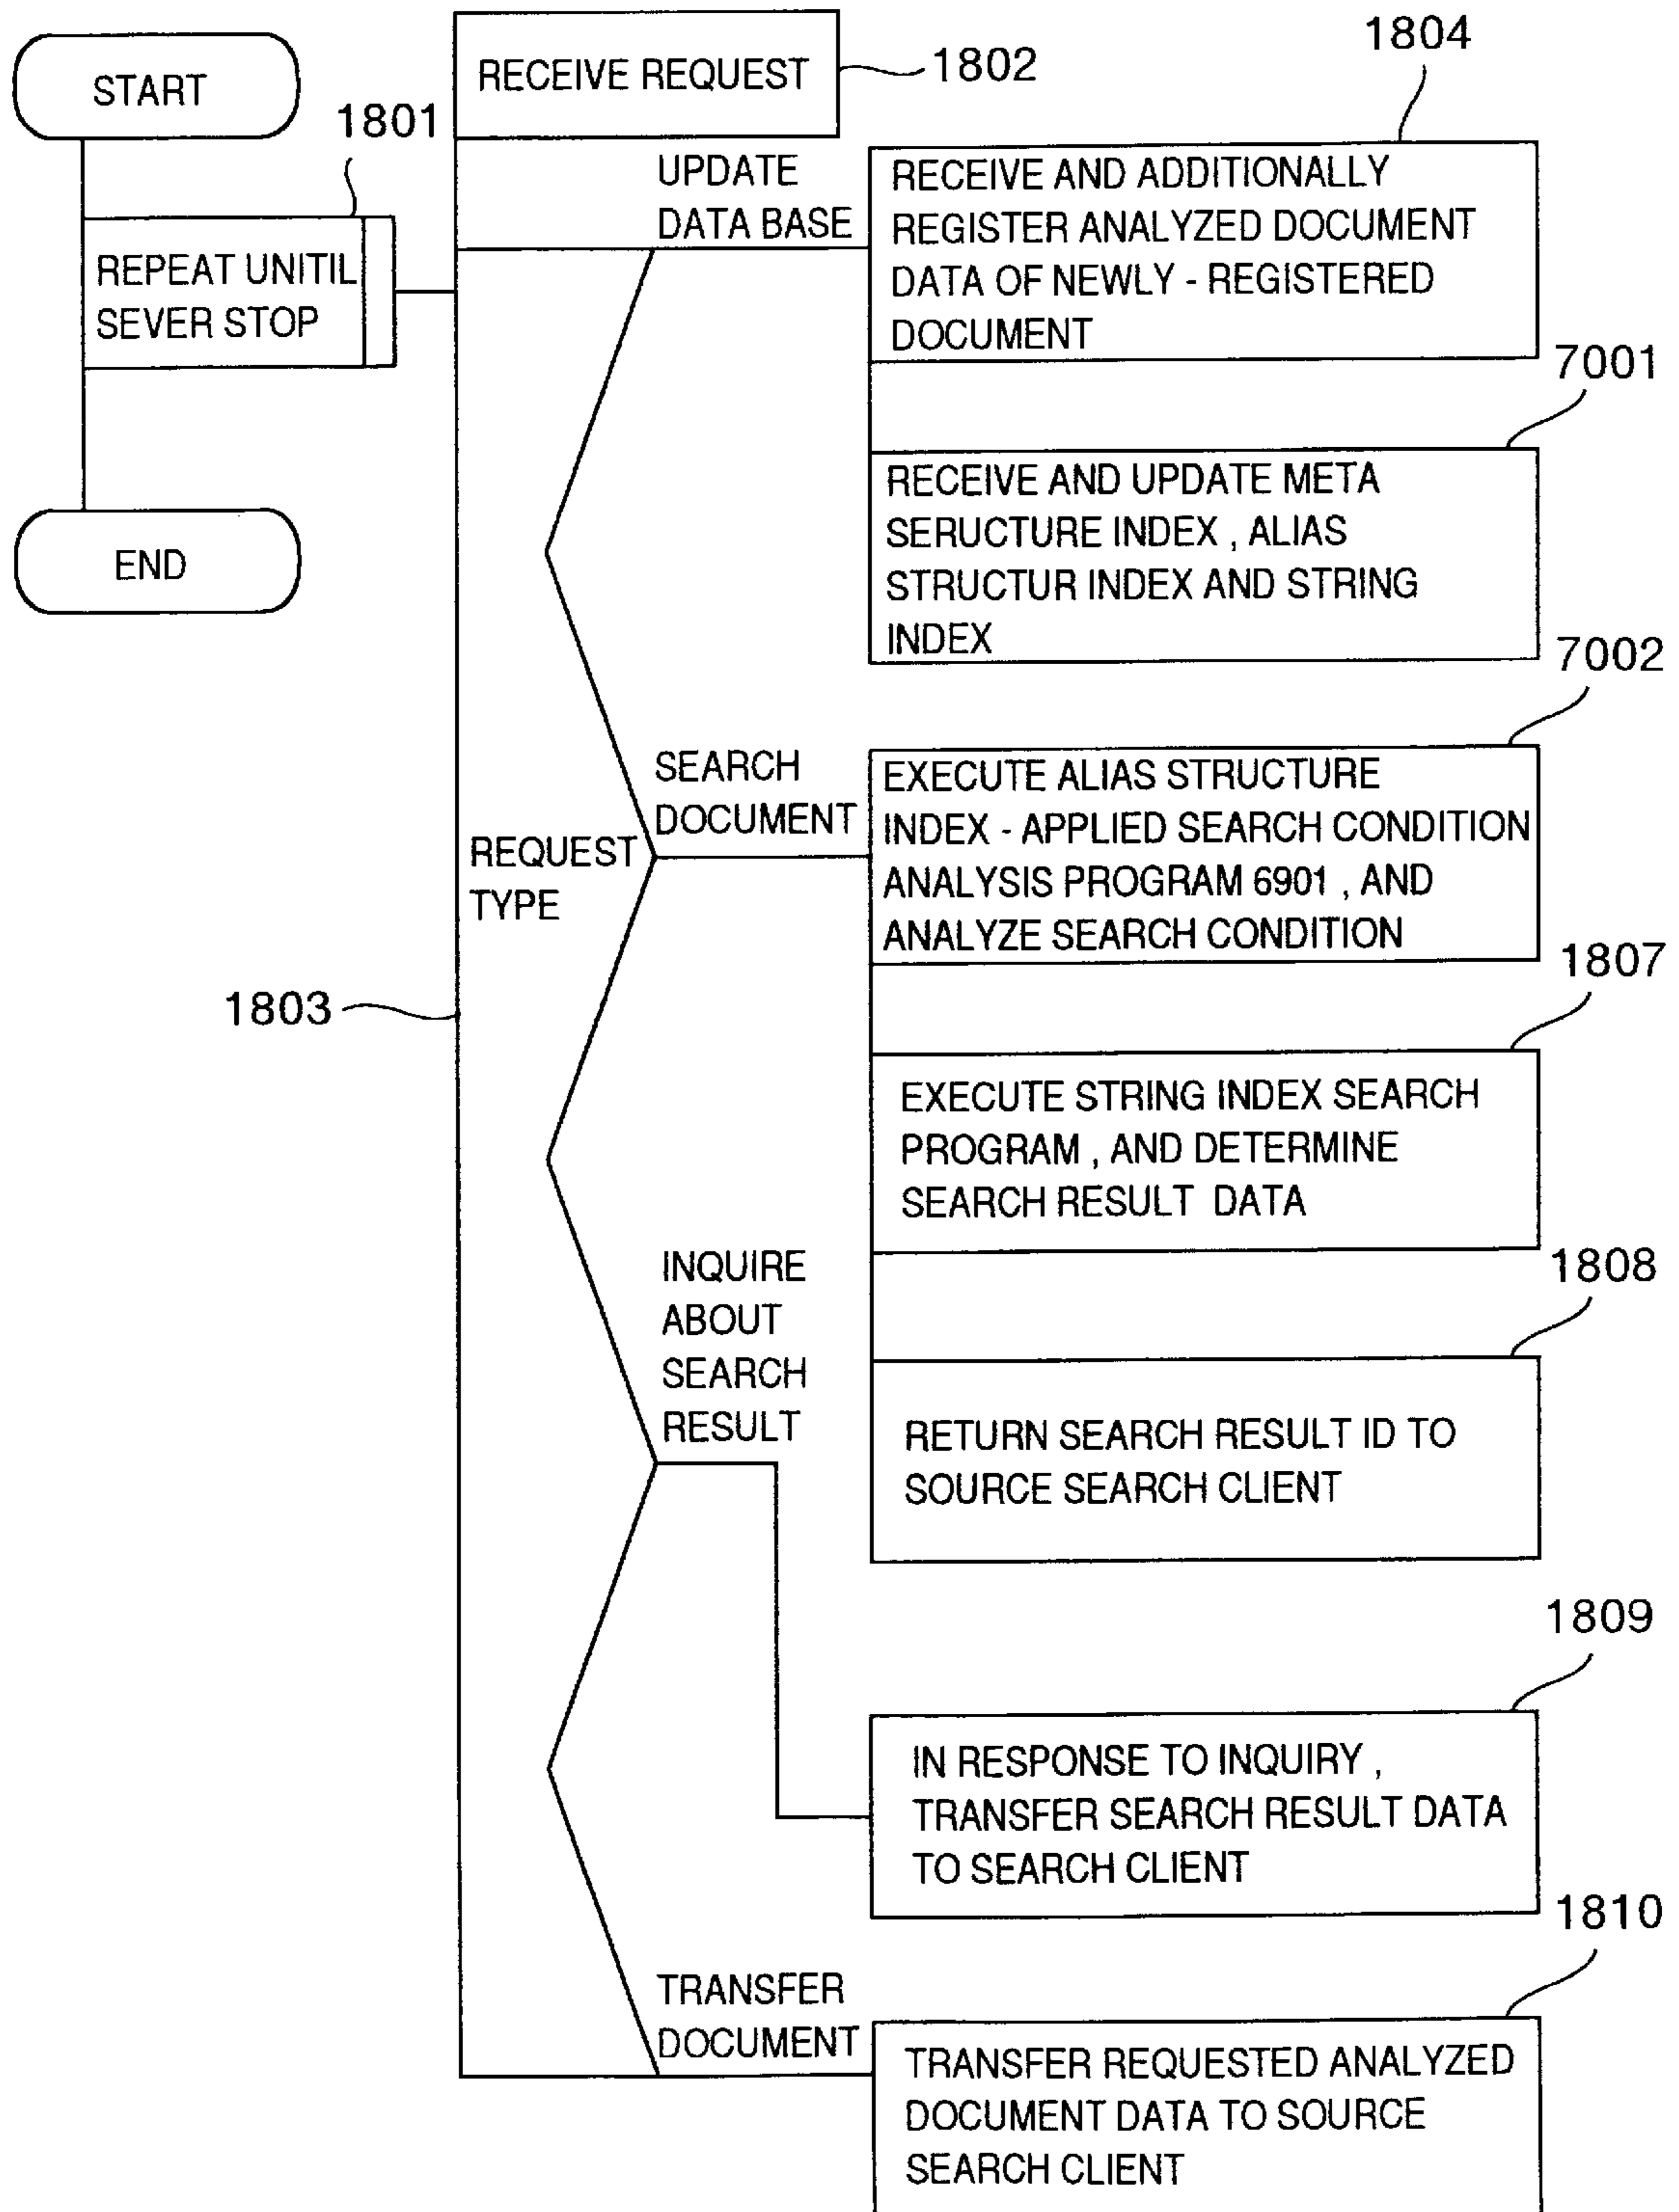 START
1801
REPEAT UNITIL
SEVER STOP
END
RECEIVE REQUEST
1802
1803
REQUEST
TYPE
UPDATE
DATA BASE
1804
RECEIVE AND ADDITIONALLY
REGISTER ANALYZED DOCUMENT
DATA OF NEWLY - REGISTERED
DOCUMENT
7001
RECEIVE AND UPDATE META
SERUCTURE INDEX , ALIAS
STRUCTUR INDEX AND STRING
INDEX
SEARCH
DOCUMENT
7002
EXECUTE ALIAS STRUCTURE
INDEX - APPLIED SEARCH CONDITION
ANALYSIS PROGRAM 6901 , AND
ANALYZE SEARCH CONDITION
1807
EXECUTE STRING INDEX SEARCH
PROGRAM , AND DETERMINE
SEARCH RESULT DATA
1808
RETURN SEARCH RESULT ID TO
SOURCE SEARCH CLIENT
INQUIRE
ABOUT
SEARCH
RESULT
1809
IN RESPONSE TO INQUIRY ,
TRANSFER SEARCH RESULT DATA
TO SEARCH CLIENT
TRANSFER
DOCUMENT
1810
TRANSFER REQUESTED ANALYZED
DOCUMENT DATA TO SOURCE
SEARCH CLIENT